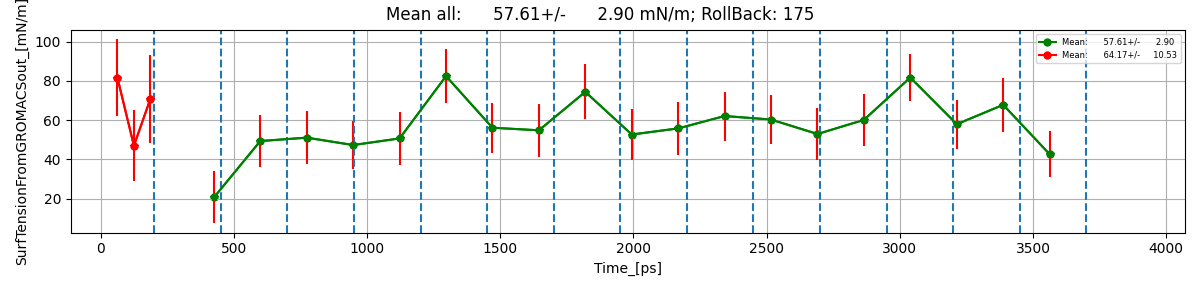 Mean all: 57.61+/- 2.90 mN/m; RollBack: 175
SurfTensionFromGROMACSout_[mN/m]
100
80
60
40
20
Mean: 57.61+/- 2.90
Mean: 64.17+/- 10.53
0 500 1000 1500 2000 2500 3000 3500 4000
Time_[ps]